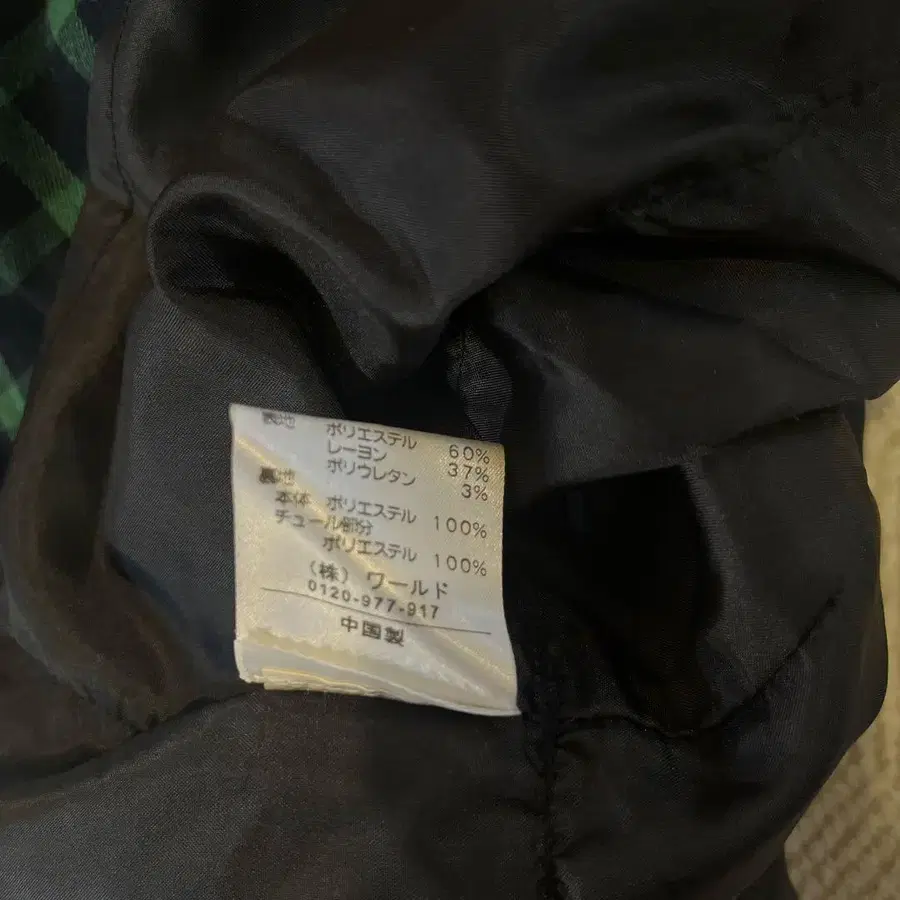 表地
ポリエステル 60%
レーヨン 37%
ポリウレタン 3%
裏地
本体 ポリエステル 100%
チュール部分
ポリエステル 100%
(株) ワールド
0120-977-917
中国製